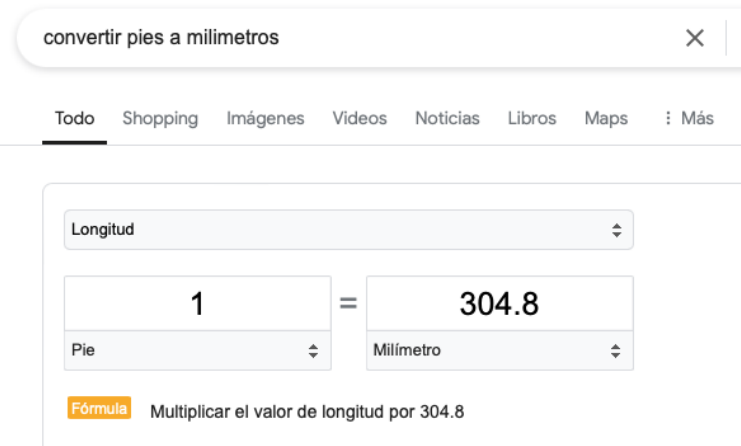 convertir pies a milimetros
Todo Shopping Imágenes Videos Noticias Libros Maps Más
Longitud
1 = 304.8
Pie Milímetro
Fórmula Multiplicar el valor de longitud por 304.8